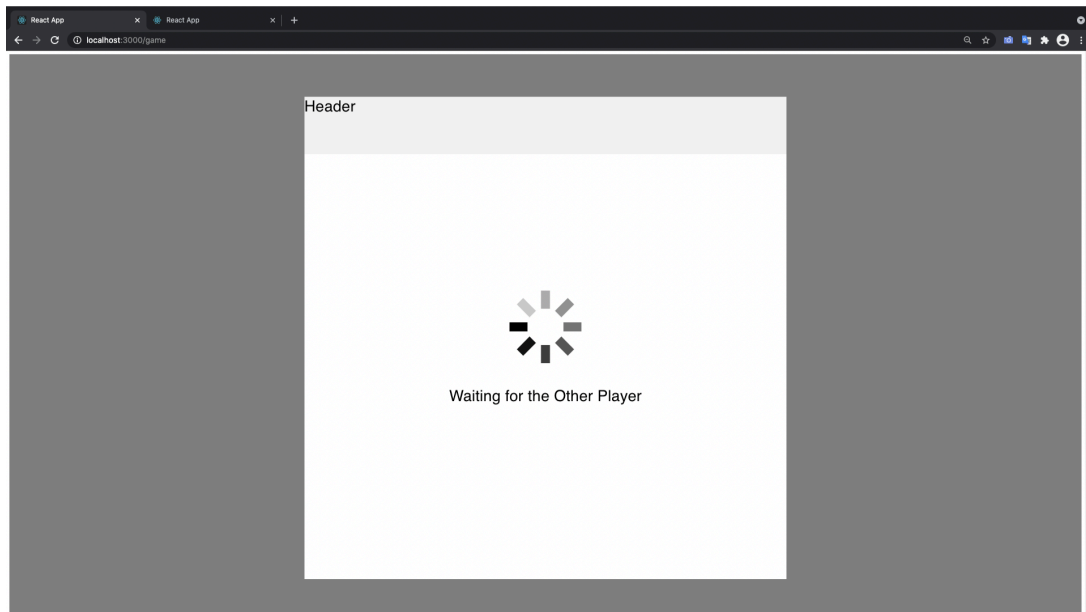 React App
React App
localhost:3000/game
Header
Waiting for the Other Player